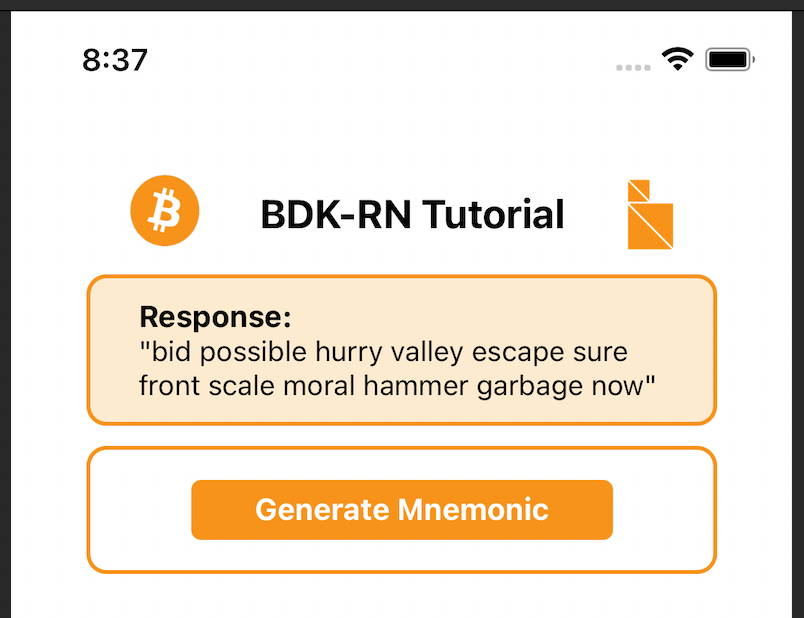 8:37
BDK-RN Tutorial
Response:
"bid possible hurry valley escape sure
front scale moral hammer garbage now"
Generate Mnemonic